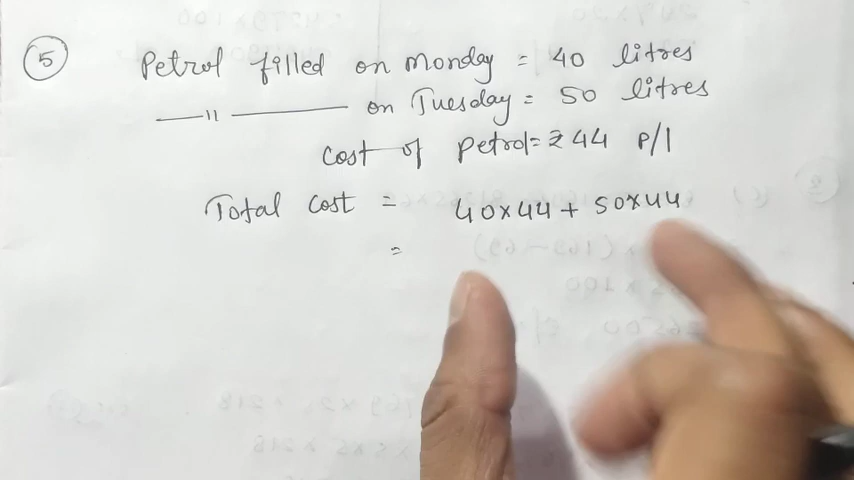 5 Petrol filled on Monday = 40 litres
—〃— on Tuesday = 50 litres
Cost of petrol = ₹44 p/l
Total cost = 40×44 + 50×44
=